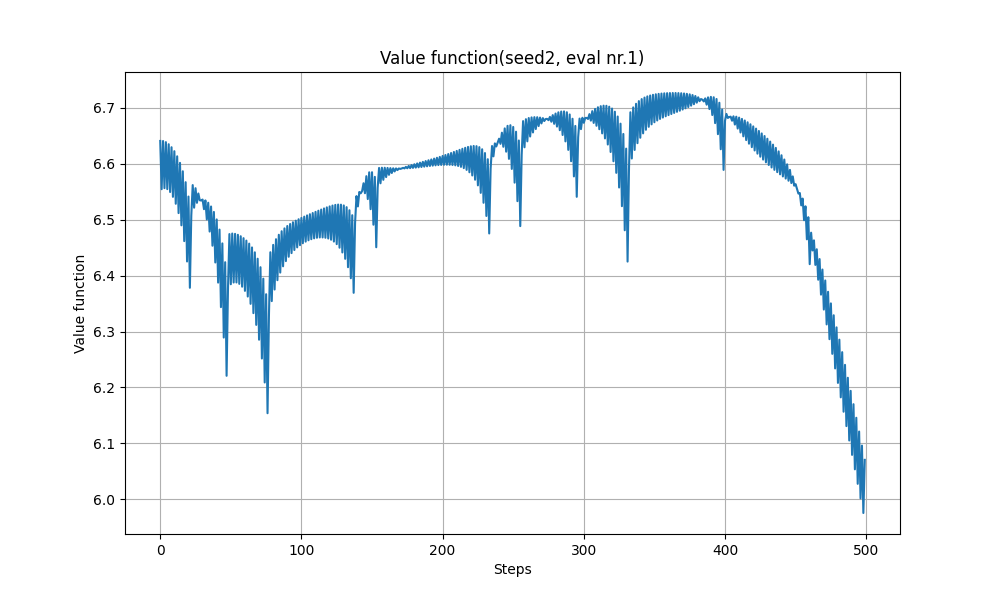 Value function(seed2, eval nr.1)
6.7
6.6
6.5
6.4
6.3
6.2
6.1
6.0
Value function
0 100 200 300 400 500
Steps